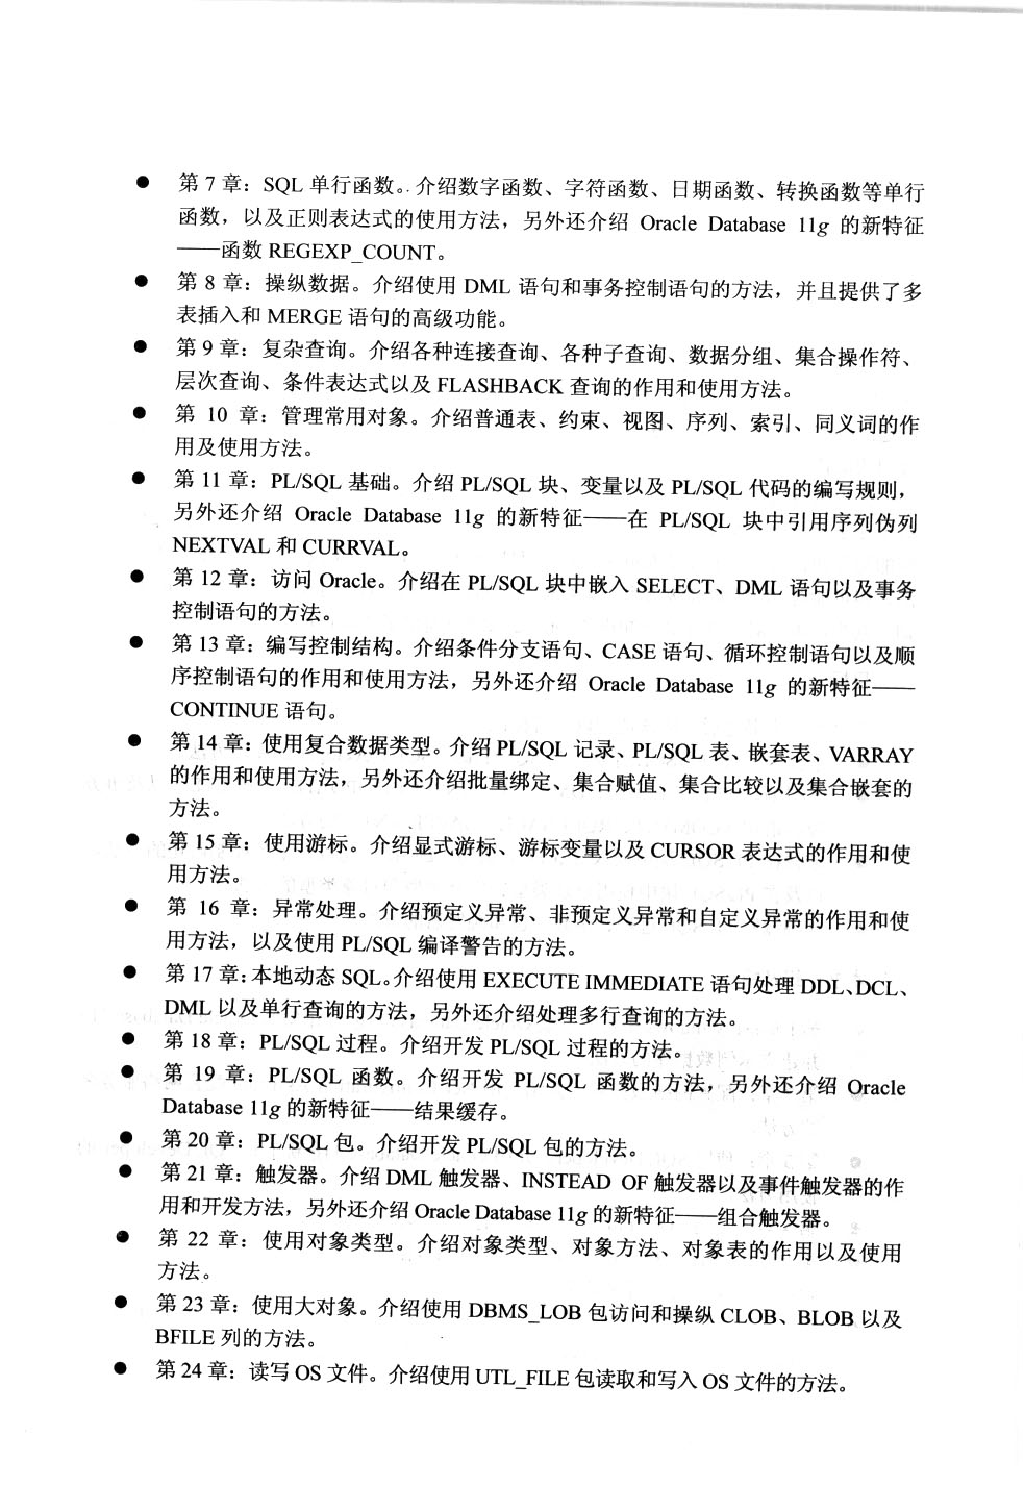 ● 第 7 章：SQL 单行函数。介绍数字函数、字符函数、日期函数、转换函数等单行
函数，以及正则表达式的使用方法，另外还介绍 Oracle Database 11g 的新特征
——函数 REGEXP_COUNT。
● 第 8 章：操纵数据。介绍使用 DML 语句和事务控制语句的方法，并且提供了多
表插入和 MERGE 语句的高级功能。
● 第 9 章：复杂查询。介绍各种连接查询、各种子查询、数据分组、集合操作符、
层次查询、条件表达式以及 FLASHBACK 查询的作用和使用方法。
● 第 10 章：管理常用对象。介绍普通表、约束、视图、序列、索引、同义词的作
用及使用方法。
● 第 11 章：PL/SQL 基础。介绍 PL/SQL 块、变量以及 PL/SQL 代码的编写规则，
另外还介绍 Oracle Database 11g 的新特征——在 PL/SQL 块中引用序列伪列
NEXTVAL 和 CURRVAL。
● 第 12 章：访问 Oracle。介绍在 PL/SQL 块中嵌入 SELECT、DML 语句以及事务
控制语句的方法。
● 第 13 章：编写控制结构。介绍条件分支语句、CASE 语句、循环控制语句以及顺
序控制语句的作用和使用方法，另外还介绍 Oracle Database 11g 的新特征——
CONTINUE 语句。
● 第 14 章：使用复合数据类型。介绍 PL/SQL 记录、PL/SQL 表、嵌套表、VARRAY
的作用和使用方法，另外还介绍批量绑定、集合赋值、集合比较以及集合嵌套的
方法。
● 第 15 章：使用游标。介绍显式游标、游标变量以及 CURSOR 表达式的作用和使
用方法。
● 第 16 章：异常处理。介绍预定义异常、非预定义异常和自定义异常的作用和使
用方法，以及使用 PL/SQL 编译警告的方法。
● 第 17 章：本地动态 SQL。介绍使用 EXECUTE IMMEDIATE 语句处理 DDL、DCL、
DML 以及单行查询的方法，另外还介绍处理多行查询的方法。
● 第 18 章：PL/SQL 过程。介绍开发 PL/SQL 过程的方法。
● 第 19 章：PL/SQL 函数。介绍开发 PL/SQL 函数的方法，另外还介绍 Oracle
Database 11g 的新特征——结果缓存。
● 第 20 章：PL/SQL 包。介绍开发 PL/SQL 包的方法。
● 第 21 章：触发器。介绍 DML 触发器、INSTEAD OF 触发器以及事件触发器的作
用和开发方法，另外还介绍 Oracle Database 11g 的新特征——组合触发器。
● 第 22 章：使用对象类型。介绍对象类型、对象方法、对象表的作用以及使用
方法。
● 第 23 章：使用大对象。介绍使用 DBMS_LOB 包访问和操纵 CLOB、BLOB 以及
BFILE 列的方法。
● 第 24 章：读写 OS 文件。介绍使用 UTL_FILE 包读取和写入 OS 文件的方法。